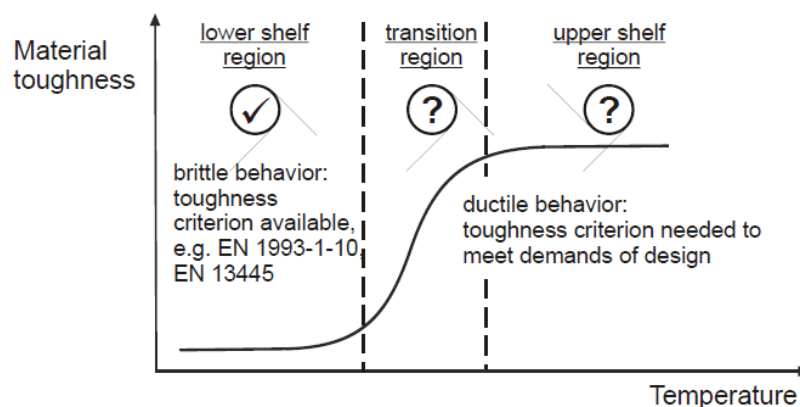 Material
toughness
lower shelf
region
transition
region
upper shelf
region
✓
?
?
brittle behavior:
toughness
criterion available,
e.g. EN 1993-1-10,
EN 13445
ductile behavior:
toughness criterion needed to
meet demands of design
Temperature